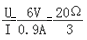 U/I = 6V/0.9A = 20Ω/3